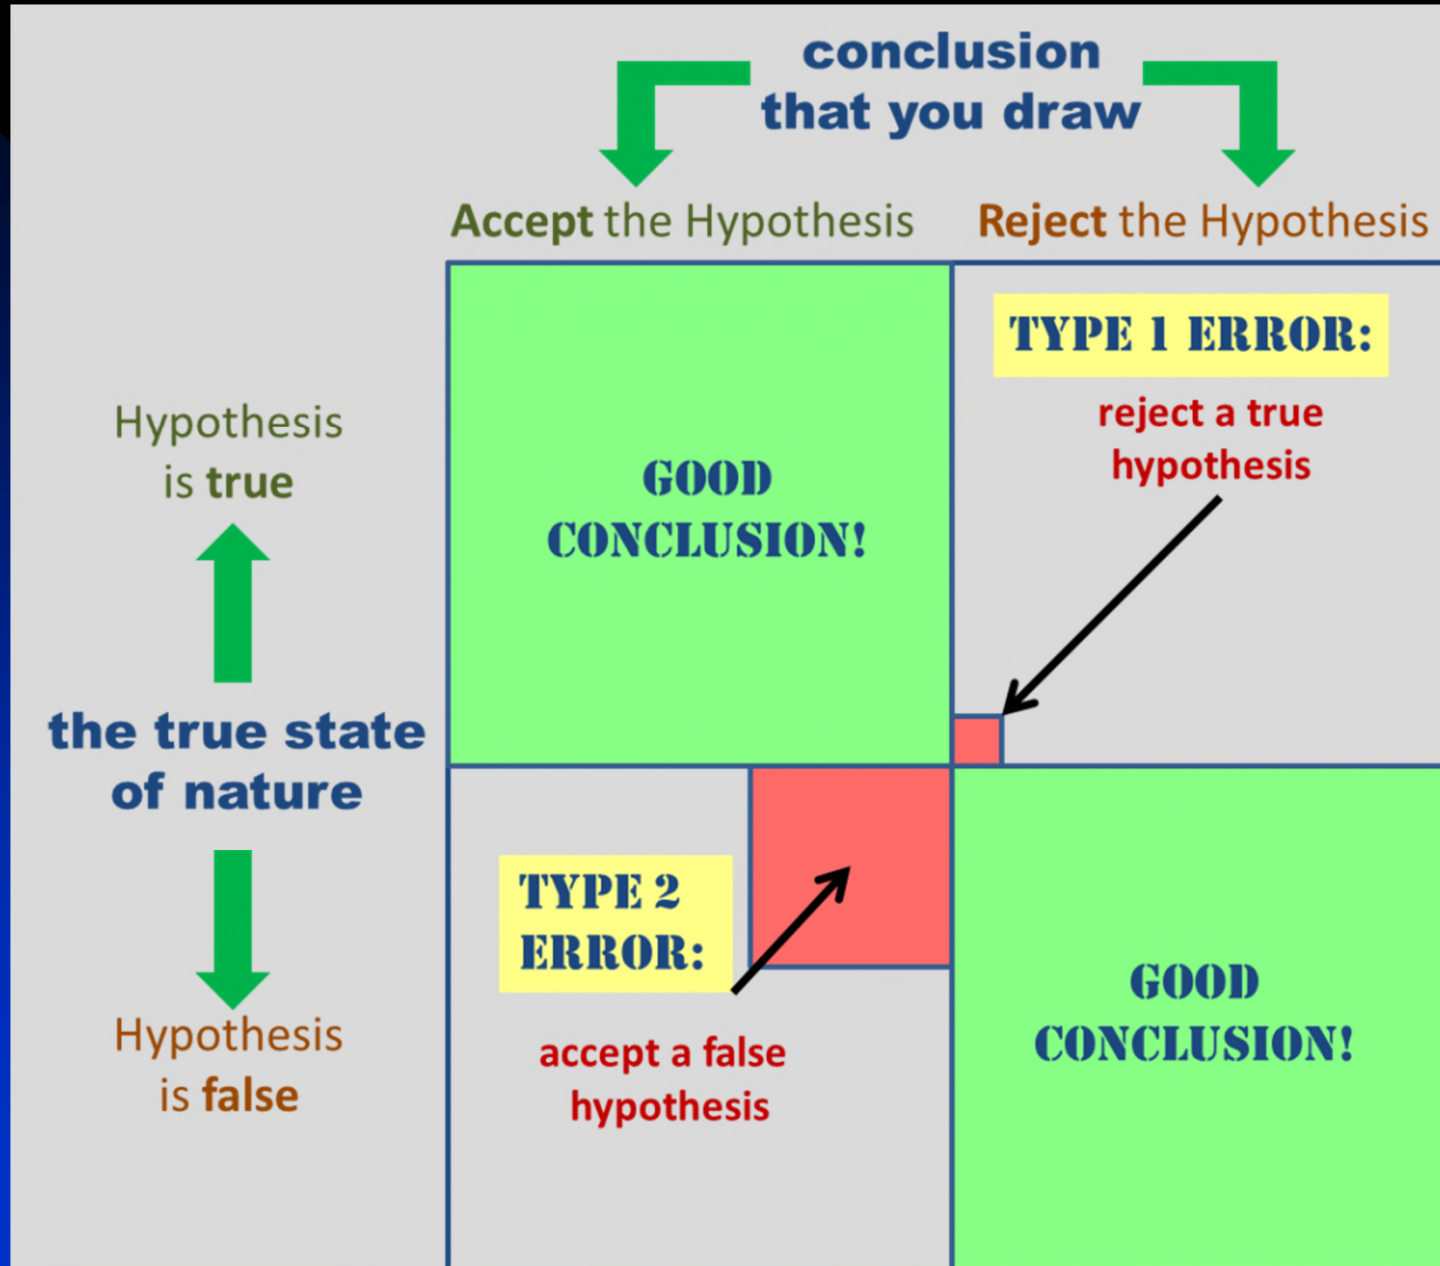 conclusion
that you draw
Accept the Hypothesis
Reject the Hypothesis
TYPE 1 ERROR:
reject a true
hypothesis
Hypothesis
is true
GOOD
CONCLUSION!
the true state
of nature
TYPE 2
ERROR:
accept a false
hypothesis
GOOD
CONCLUSION!
Hypothesis
is false